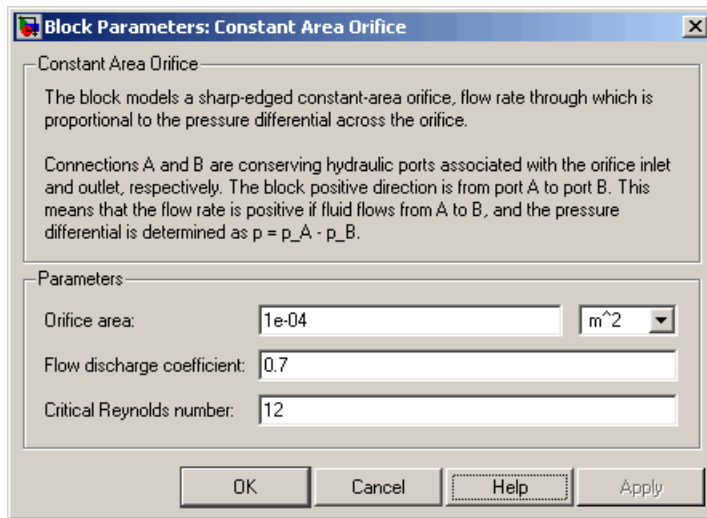 Block Parameters: Constant Area Orifice
Constant Area Orifice
The block models a sharp-edged constant-area orifice, flow rate through which is
proportional to the pressure differential across the orifice.
Connections A and B are conserving hydraulic ports associated with the orifice inlet
and outlet, respectively. The block positive direction is from port A to port B. This
means that the flow rate is positive if fluid flows from A to B, and the pressure
differential is determined as p = p_A - p_B.
Parameters
Orifice area: 1e-04 m^2
Flow discharge coefficient: 0.7
Critical Reynolds number: 12
OK Cancel Help Apply